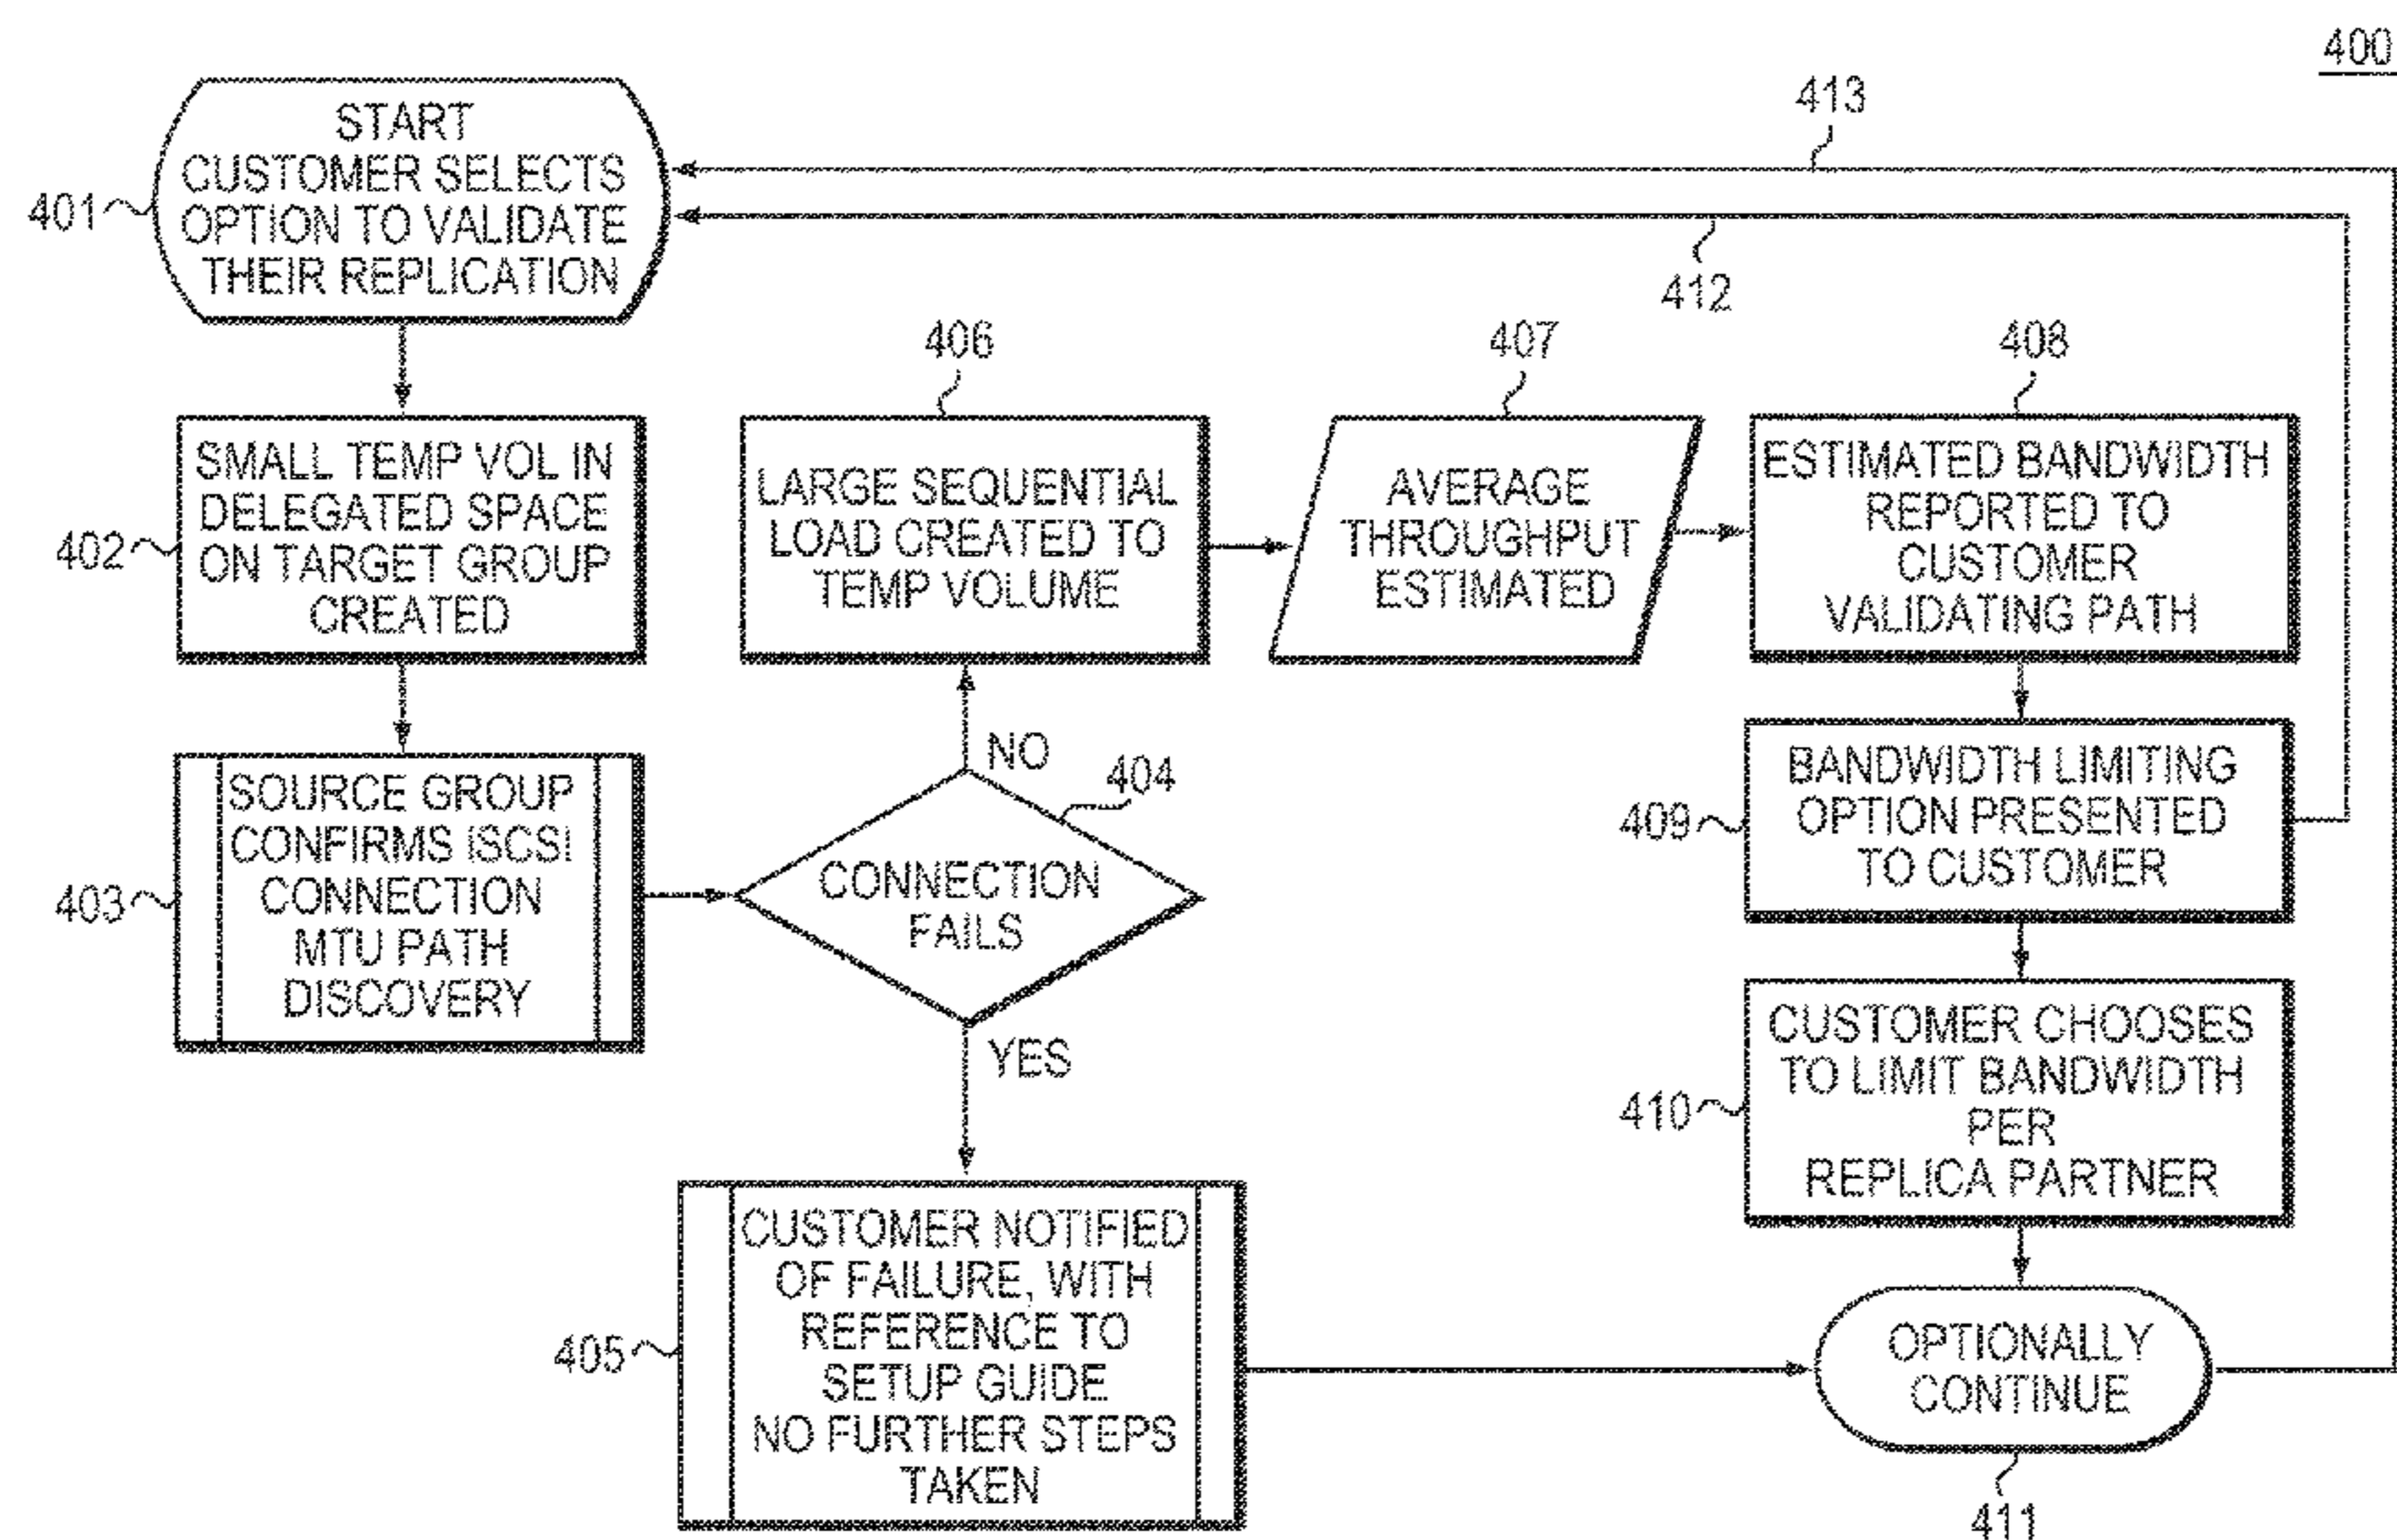 400
413
START
CUSTOMER SELECTS
OPTION TO VALIDATE
THEIR REPLICATION
401
412
406
407
408
SMALL TEMP VOL IN
DELEGATED SPACE
ON TARGET GROUP
CREATED
402
LARGE SEQUENTIAL
LOAD CREATED TO
TEMP VOLUME
AVERAGE
THROUGHPUT
ESTIMATED
ESTIMATED BANDWIDTH
REPORTED TO
CUSTOMER
VALIDATING PATH
NO
404
SOURCE GROUP
CONFIRMS ISCSI
CONNECTION
MTU PATH
DISCOVERY
403
CONNECTION
FAILS
YES
BANDWIDTH LIMITING
OPTION PRESENTED
TO CUSTOMER
409
CUSTOMER CHOOSES
TO LIMIT BANDWIDTH
PER
REPLICA PARTNER
410
CUSTOMER NOTIFIED
OF FAILURE, WITH
REFERENCE TO
SETUP GUIDE
NO FURTHER STEPS
TAKEN
405
OPTIONALLY
CONTINUE
411